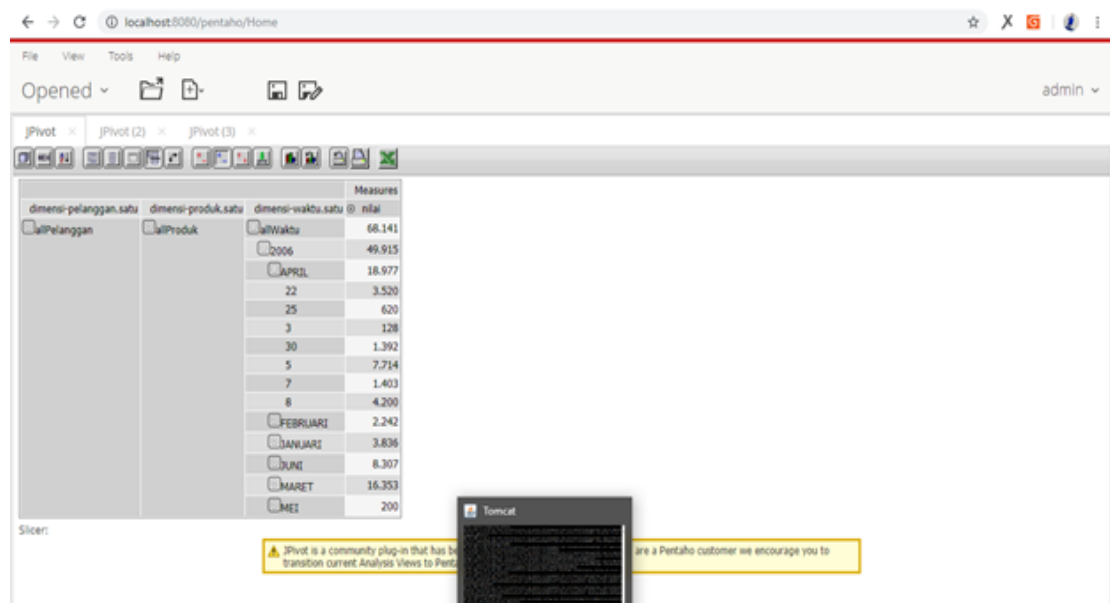 localhost:8080/pentaho/Home
File View Tools Help
Opened
admin
JPivot JPivot (2) JPivot (3)
Measures
dimensi-pelanggan.satu dimensi-produk.satu dimensi-waktu.satu nilai
allPelanggan allProduk allWaktu 68.141
2006 49.915
APRIL 18.977
22 3.520
25 620
3 128
30 1.392
5 7.714
7 1.403
8 4.200
FEBRUARI 2.242
JANUARI 3.836
JUNI 8.307
MARET 16.353
MEI 200
Slicer:
Tomcat
JPivot is a community plug-in that has be are a Pentaho customer we encourage you to
transition current Analysis Views to Penta